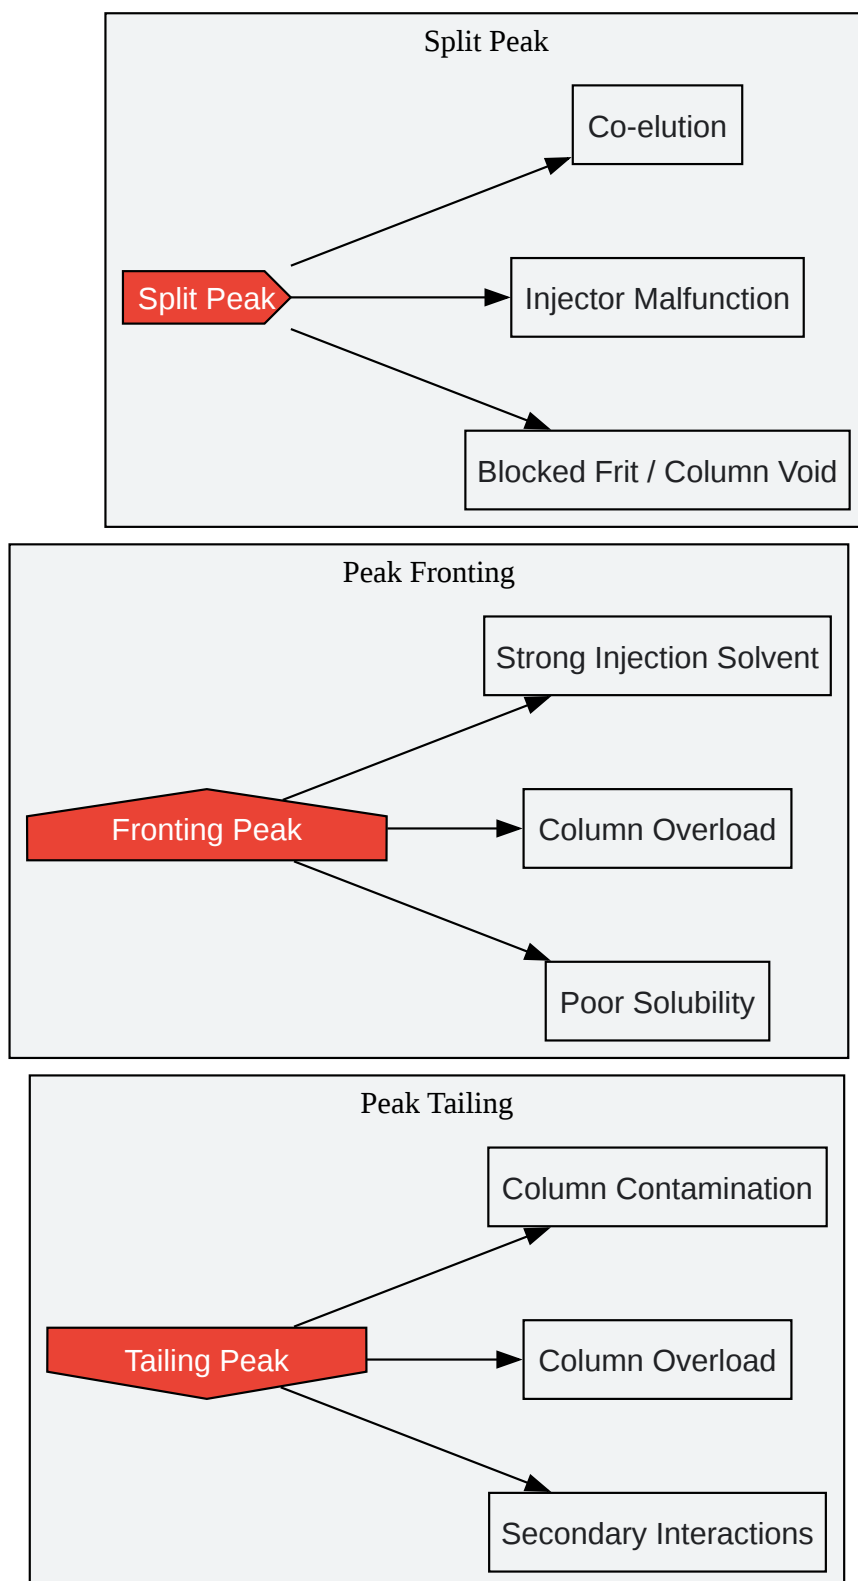 Split Peak
Co-elution
Split Peak
Injector Malfunction
Blocked Frit / Column Void
Peak Fronting
Strong Injection Solvent
Fronting Peak
Column Overload
Poor Solubility
Peak Tailing
Column Contamination
Tailing Peak
Column Overload
Secondary Interactions